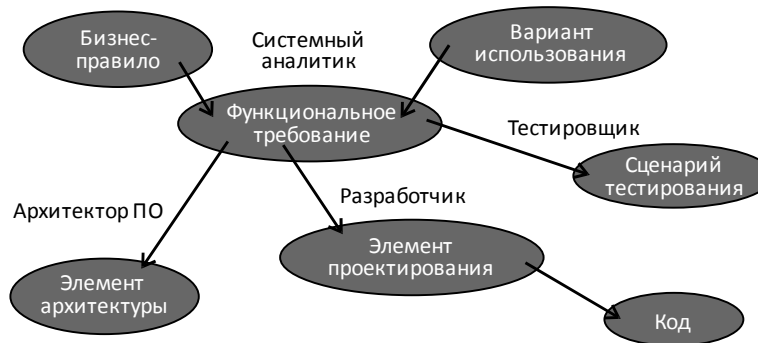 Бизнес-
правило
Системный
аналитик
Вариант
использования
Функциональное
требование
Тестировщик
Сценарий
тестирования
Архитектор ПО
Разработчик
Элемент
проектирования
Элемент
архитектуры
Код